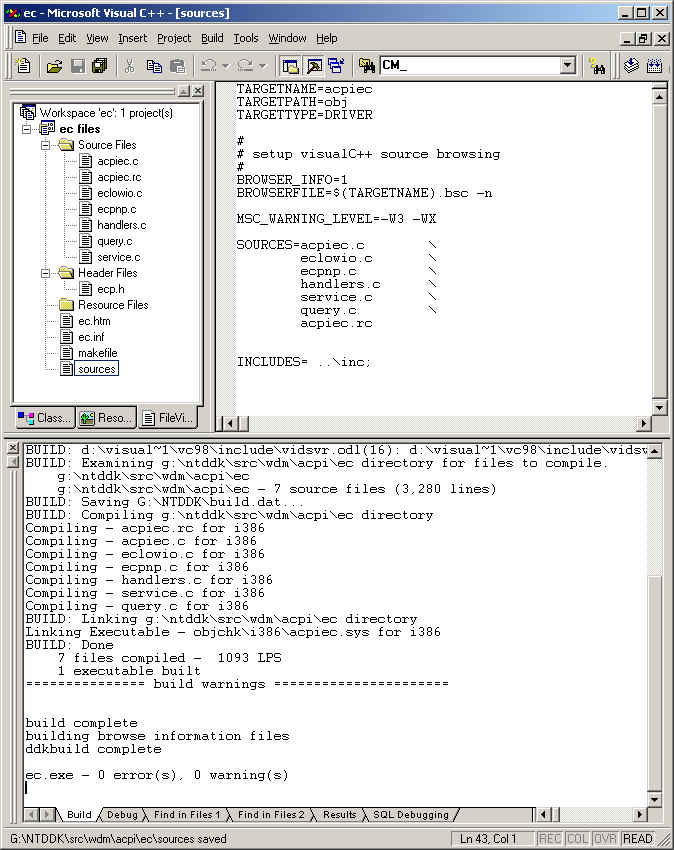 ec - Microsoft Visual C++ - [sources]
File Edit View Insert Project Build Tools Window Help
CM_
Workspace 'ec': 1 project(s)
ec files
Source Files
acpiec.c
acpiec.rc
eclowio.c
ecpnp.c
handlers.c
query.c
service.c
Header Files
ecp.h
Resource Files
ec.htm
ec.inf
makefile
sources
Class... Reso... FileVi...
TARGETNAME=acpiec
TARGETPATH=obj
TARGETTYPE=DRIVER
#
# setup visualC++ source browsing
#
BROWSER_INFO=1
BROWSERFILE=$(TARGETNAME).bsc -n
MSC_WARNING_LEVEL=-W3 -WX
SOURCES=acpiec.c \
eclowio.c \
ecpnp.c \
handlers.c \
service.c \
query.c \
acpiec.rc
INCLUDES= ..\inc;
BUILD: d:\visual~1\vc98\include\vidsvr.odl(16): d:\visual~1\vc98\include\vidsv
BUILD: Examining g:\ntddk\src\wdm\acpi\ec directory for files to compile.
g:\ntddk\src\wdm\acpi\ec
g:\ntddk\src\wdm\acpi\ec - 7 source files (3,280 lines)
BUILD: Saving G:\NTDDK\build.dat...
BUILD: Compiling g:\ntddk\src\wdm\acpi\ec directory
Compiling - acpiec.rc for i386
Compiling - acpiec.c for i386
Compiling - eclowio.c for i386
Compiling - ecpnp.c for i386
Compiling - handlers.c for i386
Compiling - service.c for i386
Compiling - query.c for i386
BUILD: Linking g:\ntddk\src\wdm\acpi\ec directory
Linking Executable - objchk\i386\acpiec.sys for i386
BUILD: Done
7 files compiled - 1093 LPS
1 executable built
=============== build warnings ======================
build complete
building browse information files
ddkbuild complete
ec.exe - 0 error(s), 0 warning(s)
Build Debug Find in Files 1 Find in Files 2 Results SQL Debugging
G:\NTDDK\src\wdm\acpi\ec\sources saved Ln 43, Col 1 REC COL OVR READ